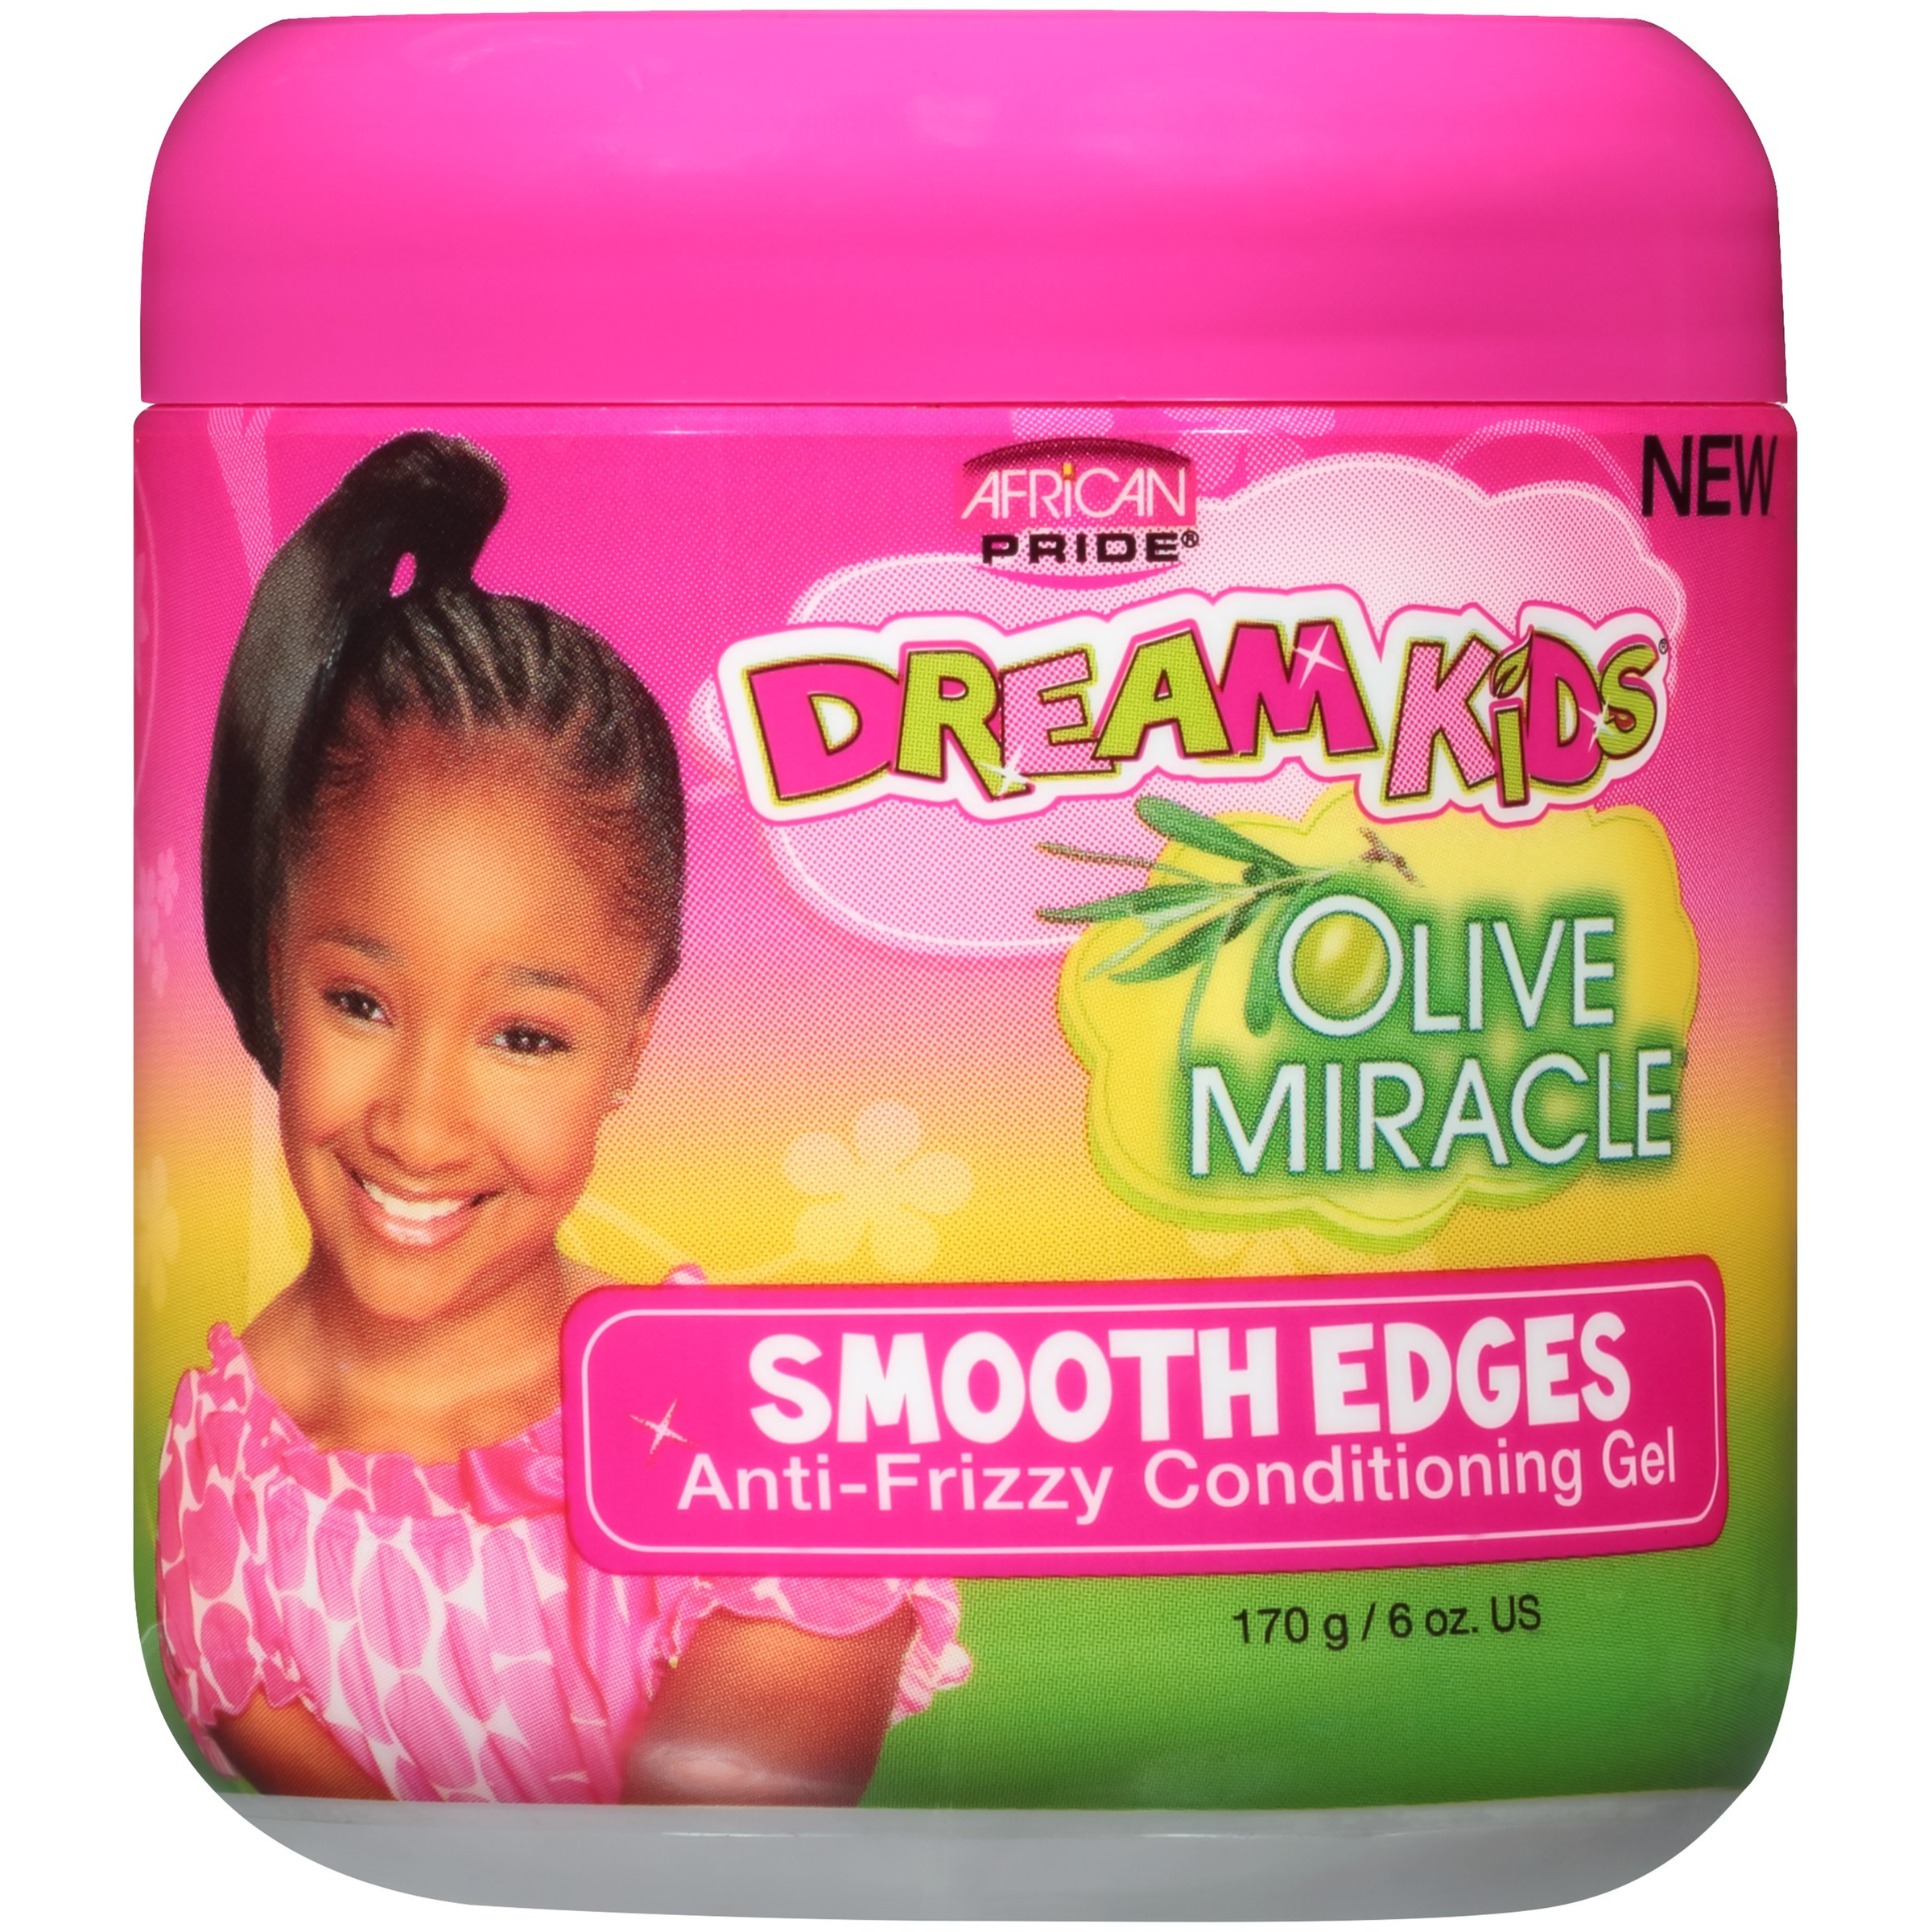 NEW
AFRiCAN
PRIDE®
DREAM KiDS®
OLIVE
MIRACLE
SMOOTH EDGES
Anti-Frizzy Conditioning Gel
170 g / 6 oz. US